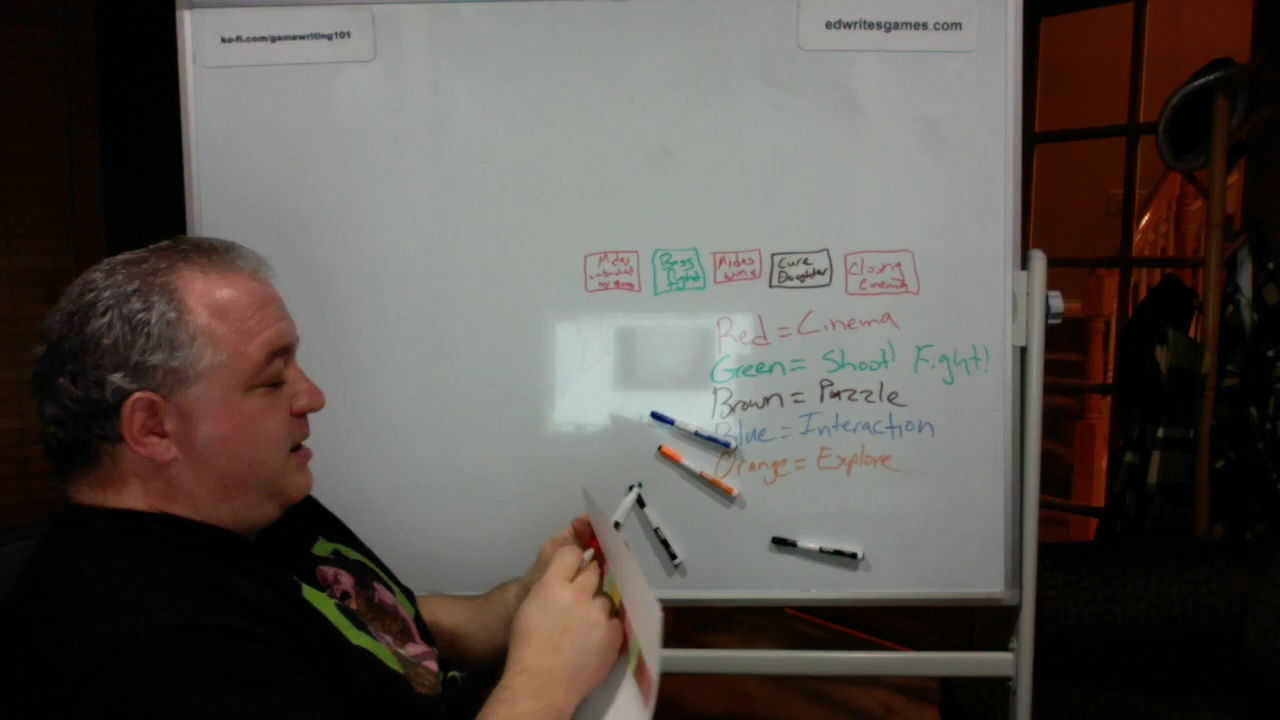 ko-fi.com/gamewriting101
edwritesgames.com
Midas
Boss
Fight
Midas
wins
Cure
Daughter
Closing
Cinema
Red = Cinema
Green = Shoot! Fight!
Brown = Puzzle
Blue = Interaction
Orange = Explore